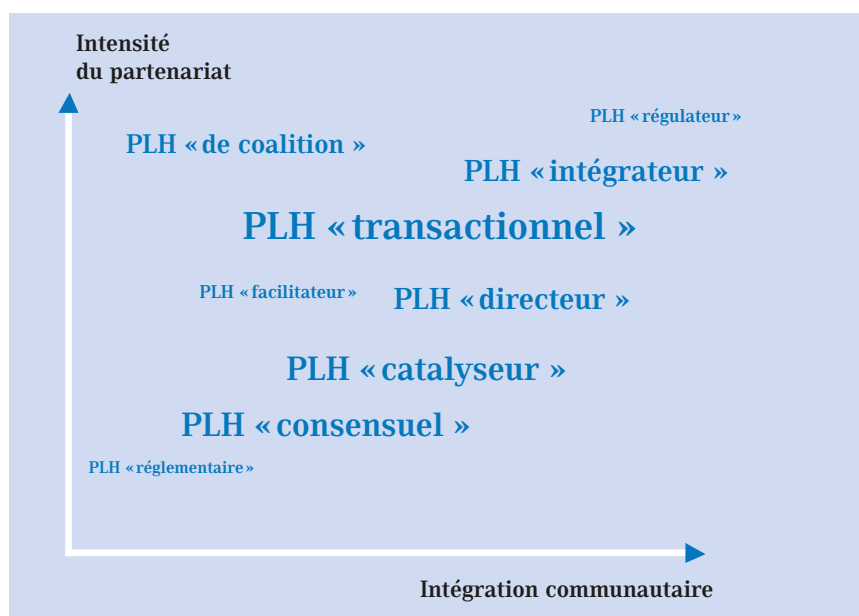 Intensité
du partenariat
PLH « régulateur »
PLH « de coalition »
PLH « intégrateur »
PLH « transactionnel »
PLH « facilitateur »
PLH « directeur »
PLH « catalyseur »
PLH « consensuel »
PLH « réglementaire »
Intégration communautaire